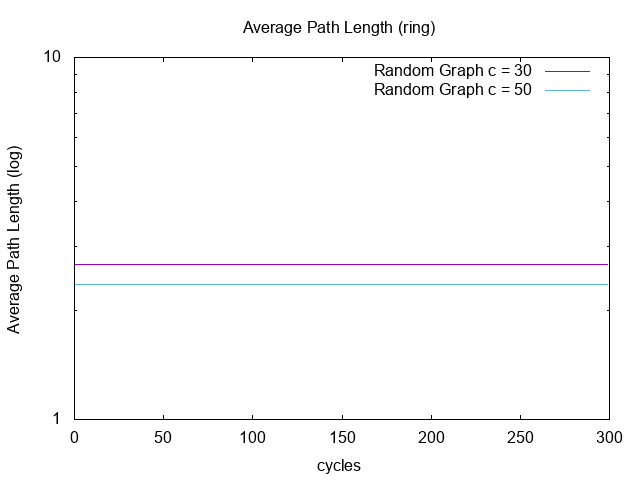 Average Path Length (ring)
10
Random Graph c = 30
Random Graph c = 50
Average Path Length (log)
1
0 50 100 150 200 250 300
cycles